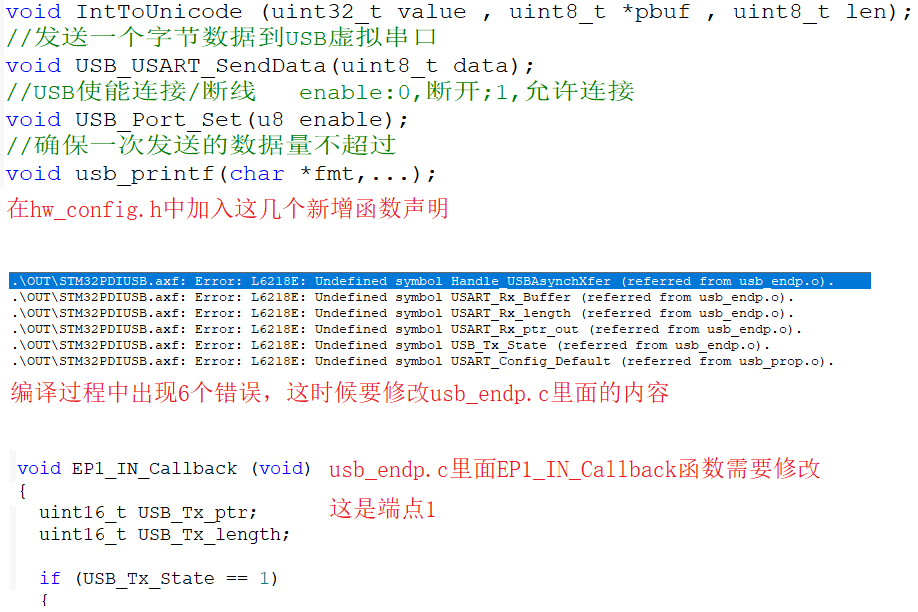 void IntToUnicode (uint32_t value , uint8_t *pbuf , uint8_t len);
//发送一个字节数据到USB虚拟串口
void USB_USART_SendData(uint8_t data);
//USB使能连接/断线   enable:0,断开;1,允许连接
void USB_Port_Set(u8 enable);
//确保一次发送的数据量不超过
void usb_printf(char *fmt,...);
在hw_config.h中加入这几个新增函数声明
.\OUT\STM32PDIUSB.axf: Error: L6218E: Undefined symbol Handle_USBAsynchXfer (referred from usb_endp.o).
.\OUT\STM32PDIUSB.axf: Error: L6218E: Undefined symbol USART_Rx_Buffer (referred from usb_endp.o).
.\OUT\STM32PDIUSB.axf: Error: L6218E: Undefined symbol USART_Rx_length (referred from usb_endp.o).
.\OUT\STM32PDIUSB.axf: Error: L6218E: Undefined symbol USART_Rx_ptr_out (referred from usb_endp.o).
.\OUT\STM32PDIUSB.axf: Error: L6218E: Undefined symbol USB_Tx_State (referred from usb_endp.o).
.\OUT\STM32PDIUSB.axf: Error: L6218E: Undefined symbol USART_Config_Default (referred from usb_prop.o).
编译过程中出现6个错误，这时候要修改usb_endp.c里面的内容
void EP1_IN_Callback (void)
usb_endp.c里面EP1_IN_Callback函数需要修改
{
这是端点1
uint16_t USB_Tx_ptr;
uint16_t USB_Tx_length;
if (USB_Tx_State == 1)
{